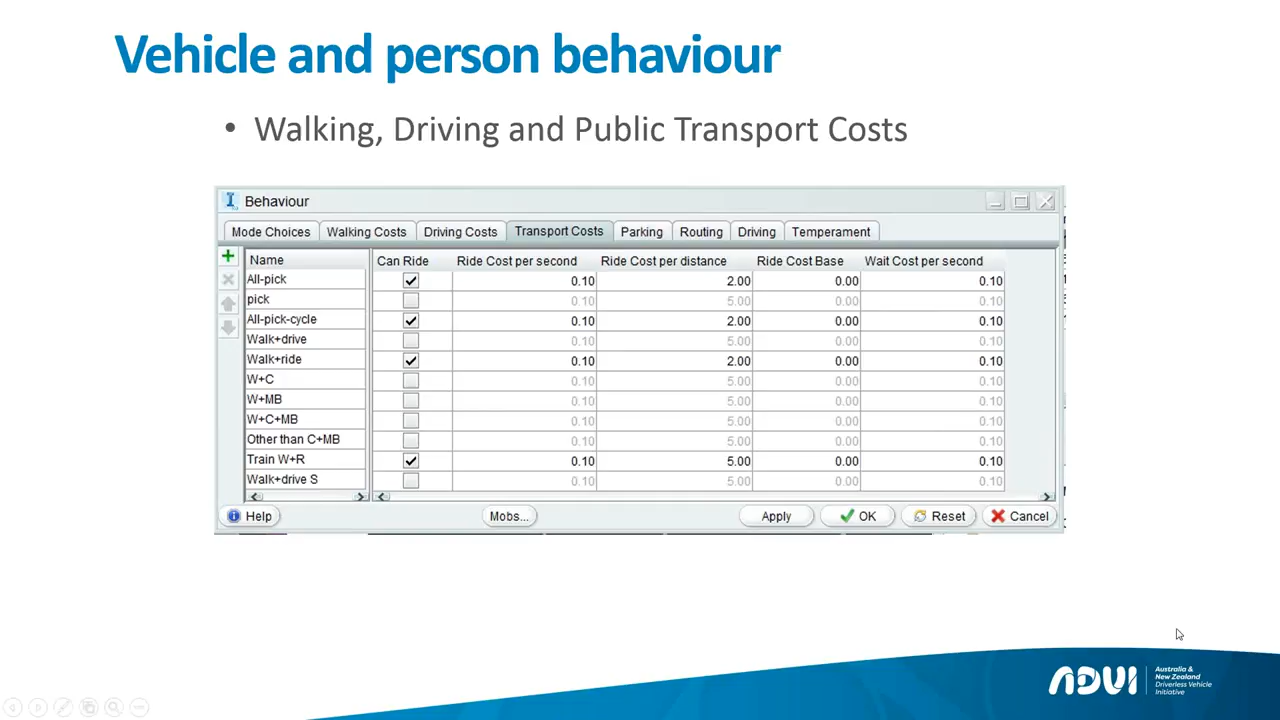 Vehicle and person behaviour
• Walking, Driving and Public Transport Costs
Behaviour
Mode Choices Walking Costs Driving Costs Transport Costs Parking Routing Driving Temperament
Name Can Ride Ride Cost per second Ride Cost per distance Ride Cost Base Wait Cost per second
All-pick 0.10 2.00 0.00 0.10
pick 0.10 5.00 0.00 0.10
All-pick-cycle 0.10 2.00 0.00 0.10
Walk+drive 0.10 5.00 0.00 0.10
Walk+ride 0.10 2.00 0.00 0.10
W+C 0.10 5.00 0.00 0.10
W+MB 0.10 5.00 0.00 0.10
W+C+MB 0.10 5.00 0.00 0.10
Other than C+MB 0.10 5.00 0.00 0.10
Train W+R 0.10 5.00 0.00 0.10
Walk+drive S 0.10 5.00 0.00 0.10
Help Mobs... Apply OK Reset Cancel
ADVI
Australia &
New Zealand
Driverless Vehicle
Initiative